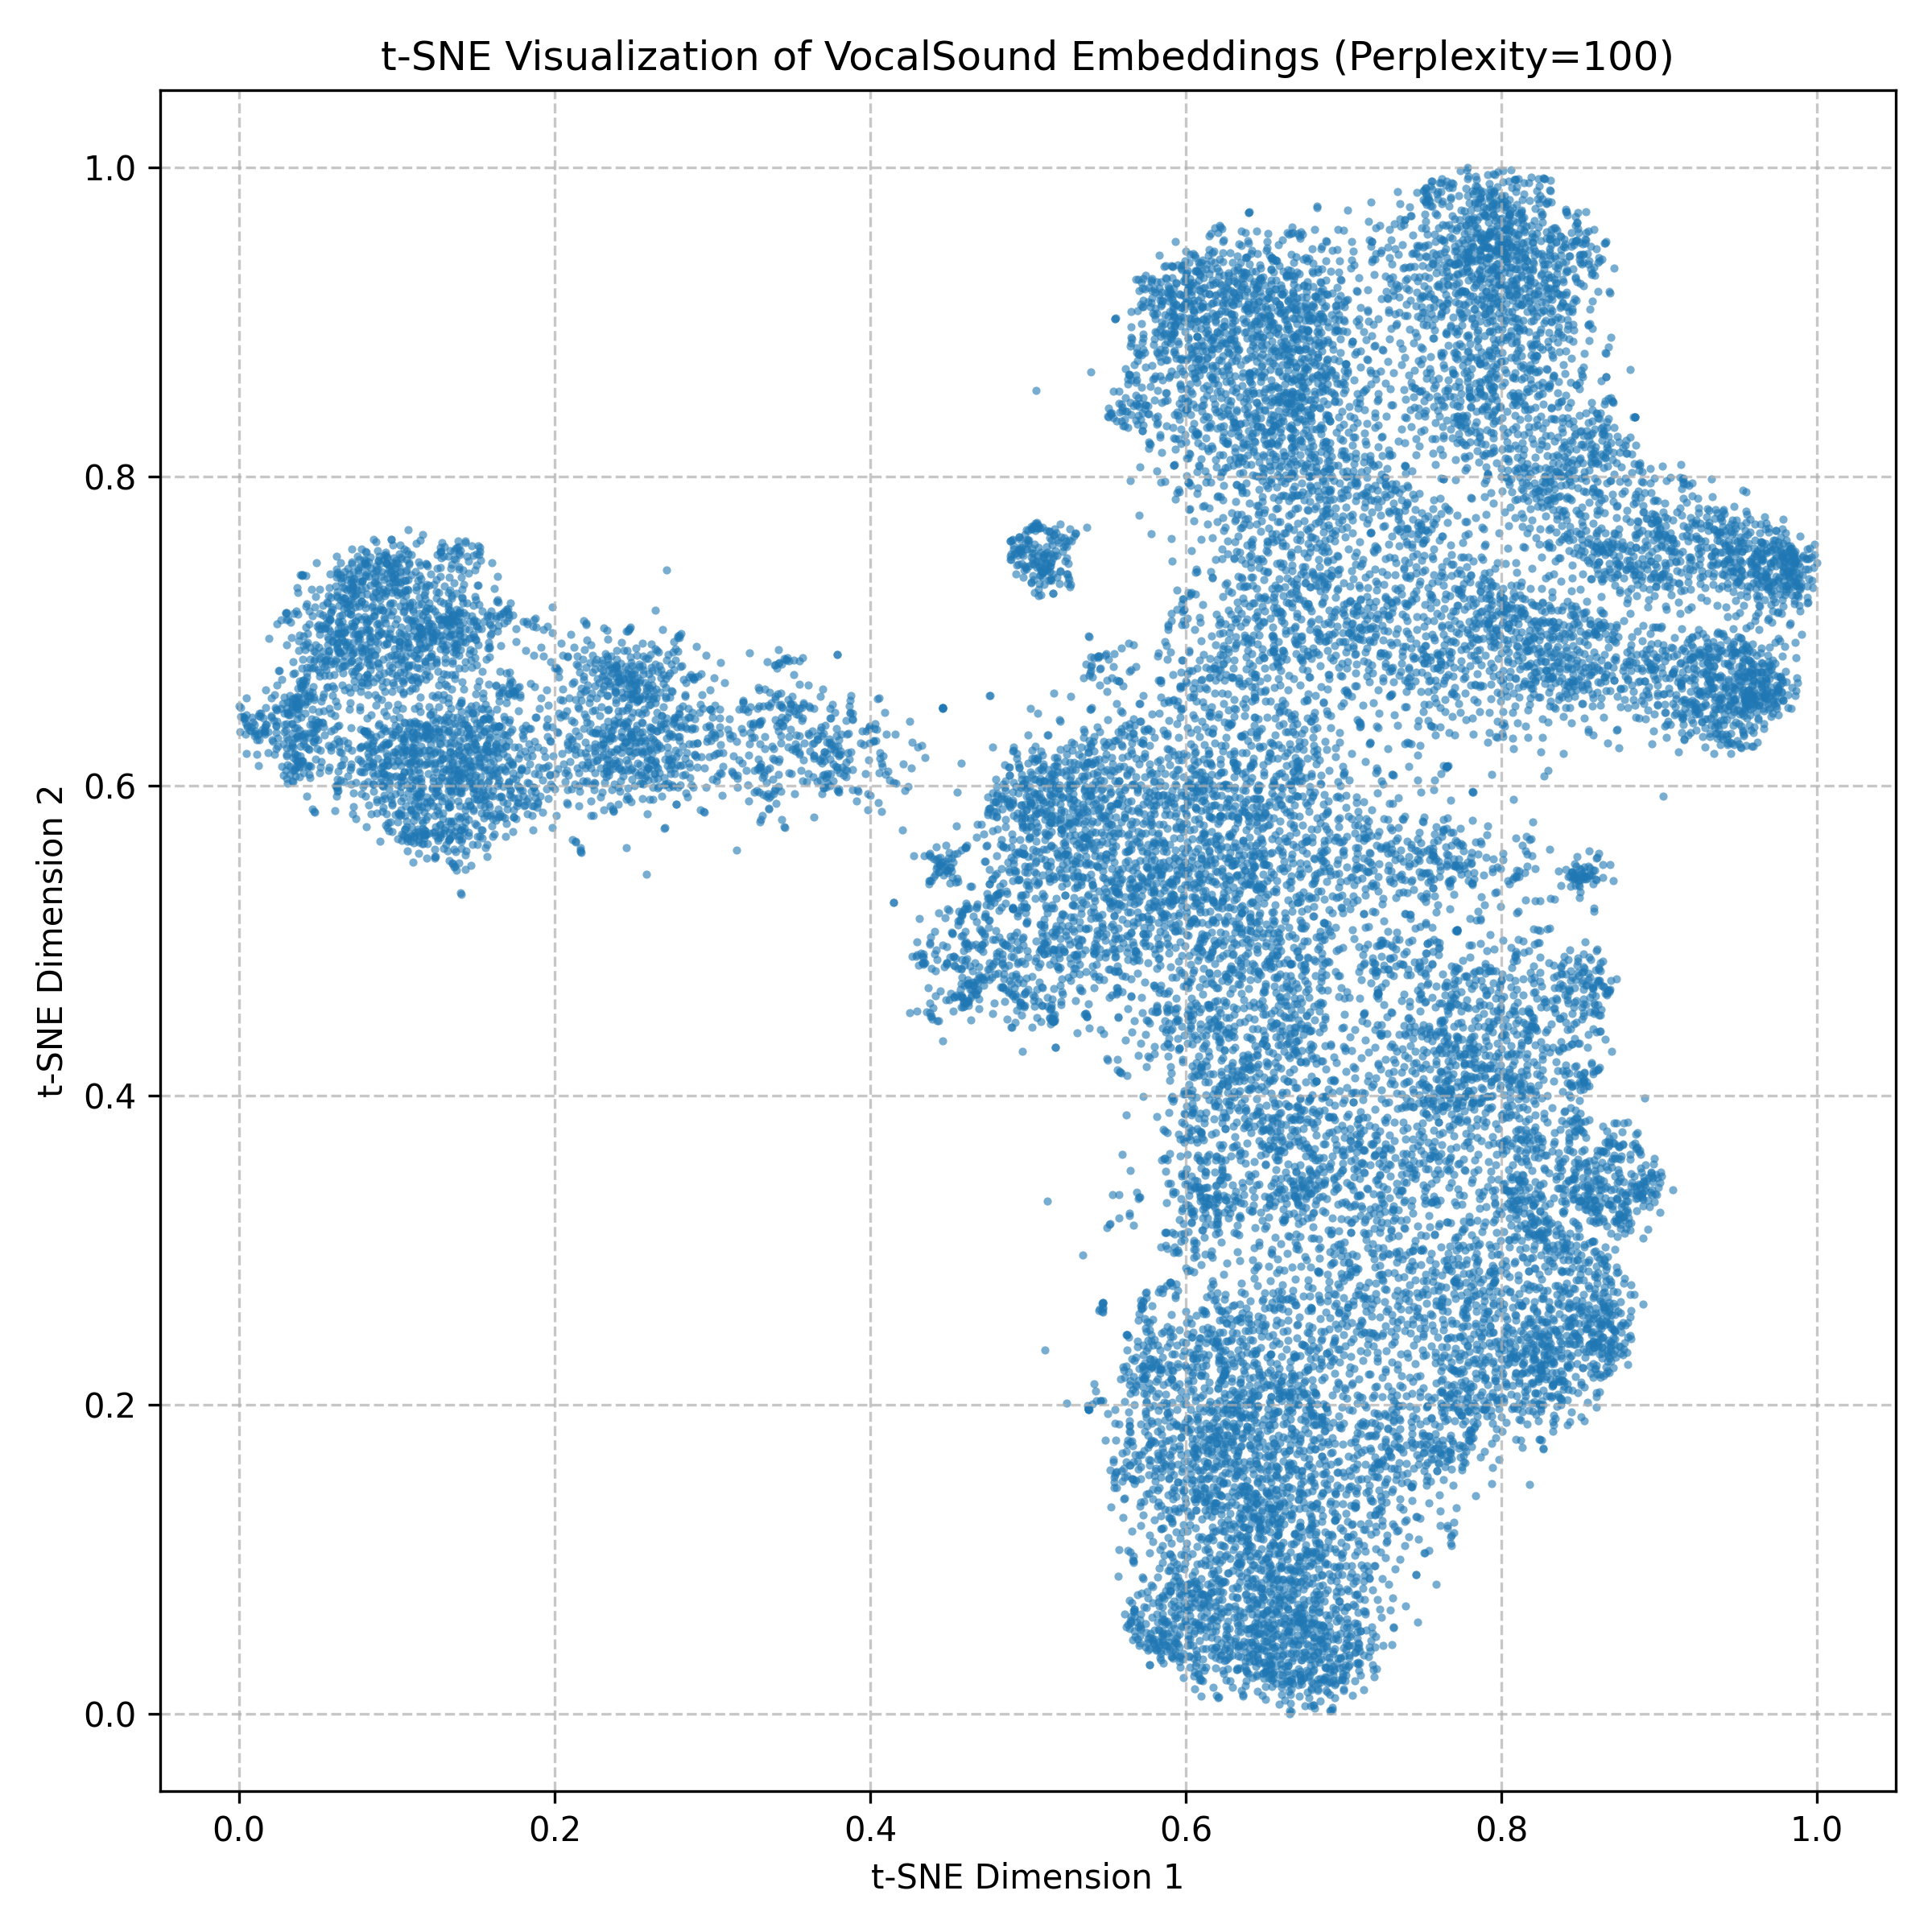 t-SNE Visualization of VocalSound Embeddings (Perplexity=100)
t-SNE Dimension 2
1.0
0.8
0.6
0.4
0.2
0.0
0.0 0.2 0.4 0.6 0.8 1.0
t-SNE Dimension 1